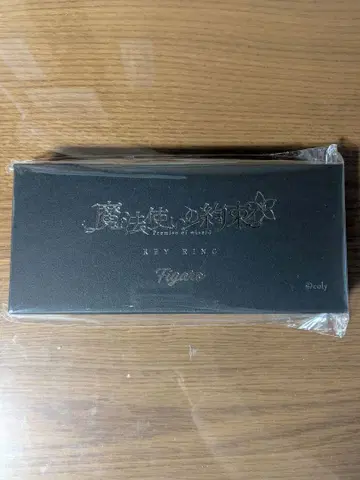 魔法使いの約束
Promise of wizard
KEY RING
Figaro
©coly